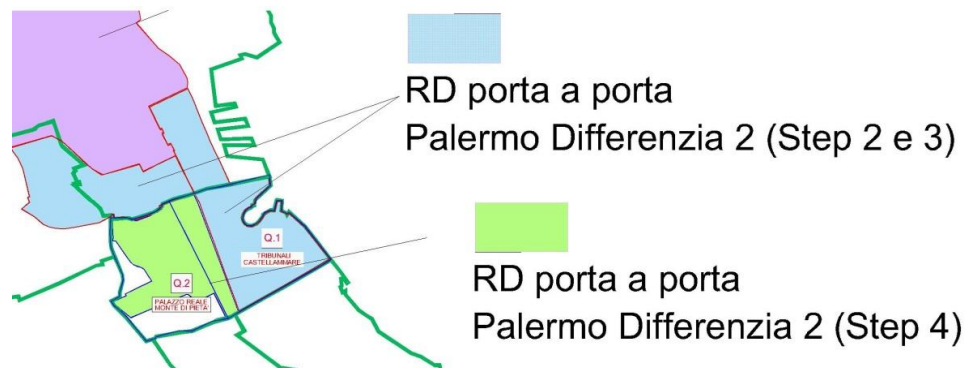 RD porta a porta
Palermo Differenzia 2 (Step 2 e 3)
Q.1
TRIBUNALI
CASTELLAMMARE
Q.2
PALAZZO REALE
MONTE DI PIETA'
RD porta a porta
Palermo Differenzia 2 (Step 4)